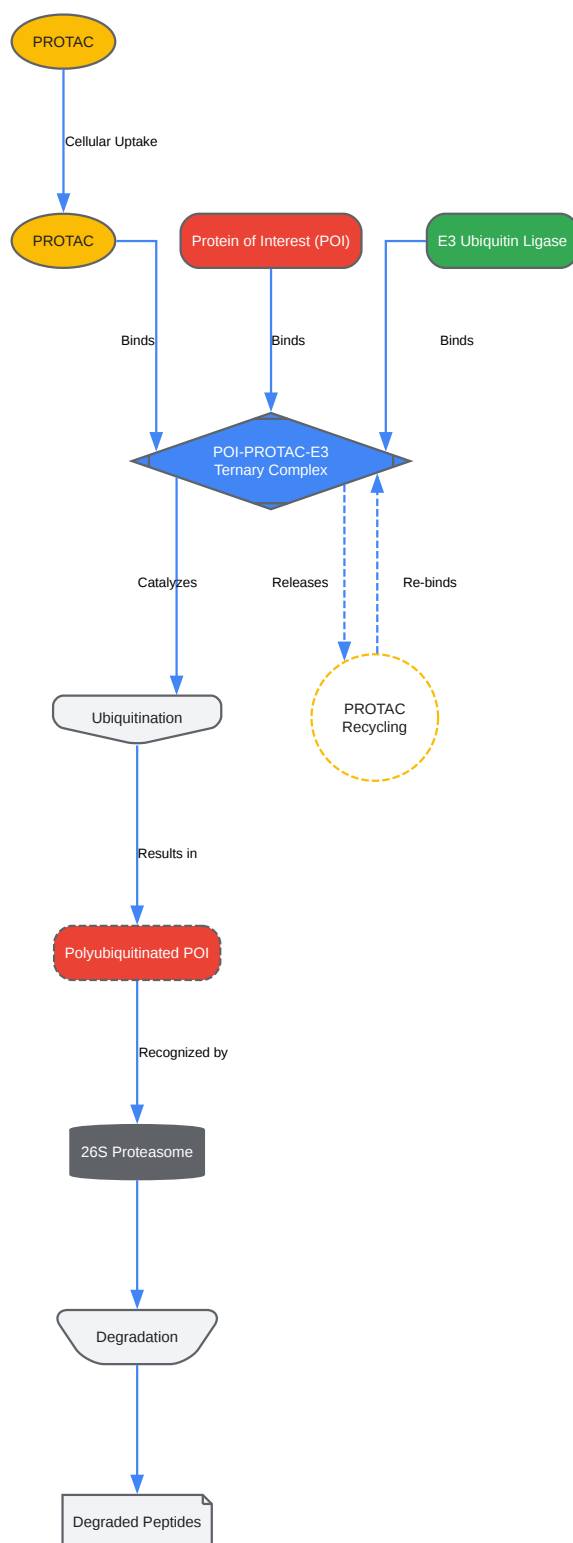 PROTAC
Cellular Uptake
PROTAC
Protein of Interest (POI)
E3 Ubiquitin Ligase
Binds
Binds
Binds
POI-PROTAC-E3
Ternary Complex
Catalyzes
Releases
Re-binds
PROTAC
Recycling
Ubiquitination
Results in
Polyubiquitinated POI
Recognized by
26S Proteasome
Degradation
Degraded Peptides